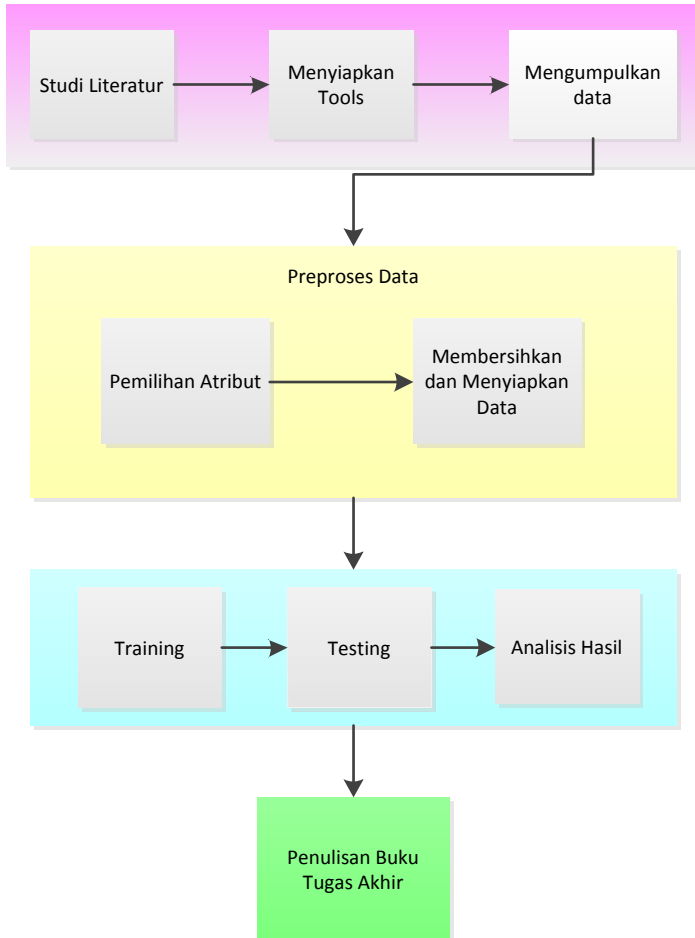 Studi Literatur
Menyiapkan
Tools
Mengumpulkan
data
Preproses Data
Pemilihan Atribut
Membersihkan
dan Menyiapkan
Data
Training
Testing
Analisis Hasil
Penulisan Buku
Tugas Akhir